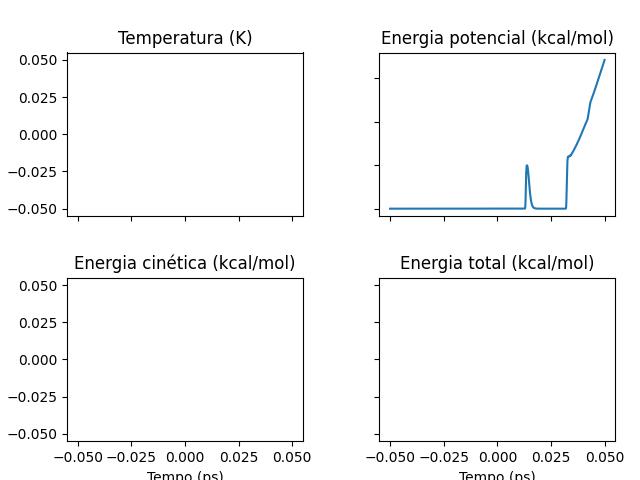 Temperatura (K)
Energia potencial (kcal/mol)
0.050
0.025
0.000
−0.025
−0.050
Energia cinética (kcal/mol)
Energia total (kcal/mol)
0.050
0.025
0.000
−0.025
−0.050
−0.050 −0.025 0.000 0.025 0.050
−0.050 −0.025 0.000 0.025 0.050
Tempo (ps)
Tempo (ps)